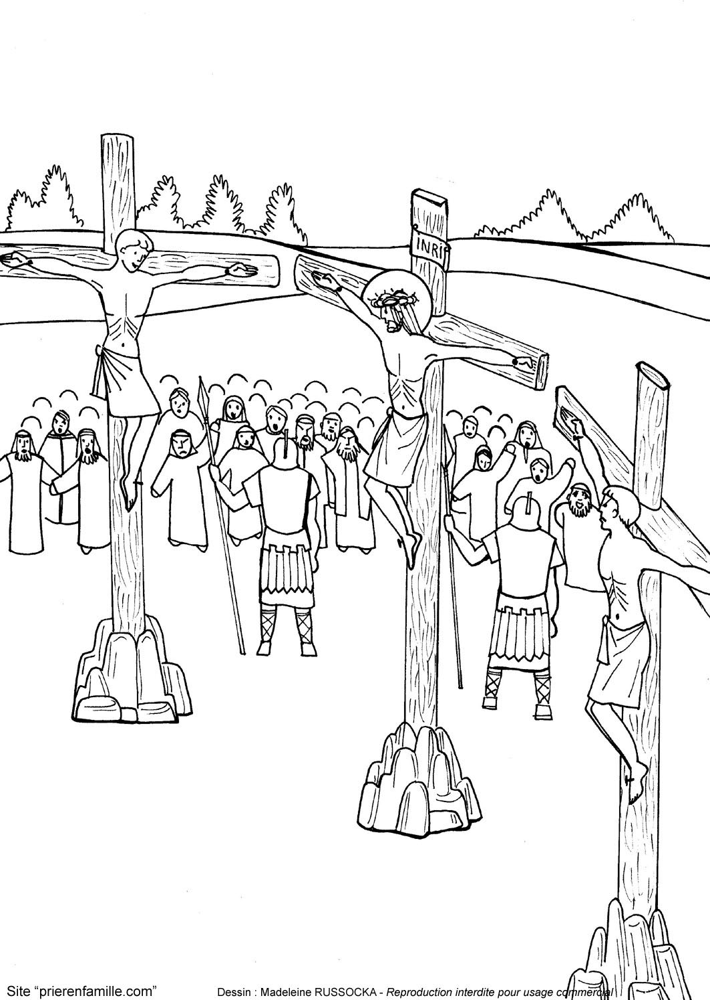 INRi
Site “prierenfamille.com”
Dessin : Madeleine RUSSOCKA - Reproduction interdite pour usage commercial